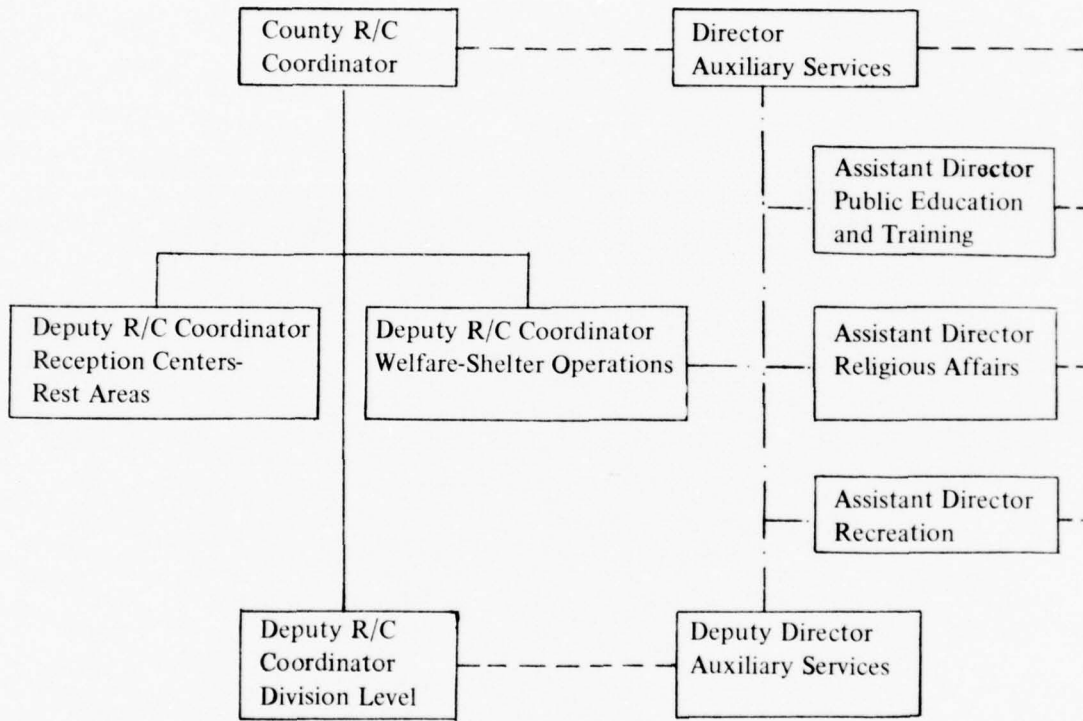 County R/C
Coordinator
Director
Auxiliary Services
Assistant Director
Public Education
and Training
Deputy R/C Coordinator
Reception Centers-
Rest Areas
Deputy R/C Coordinator
Welfare-Shelter Operations
Assistant Director
Religious Affairs
Assistant Director
Recreation
Deputy R/C
Coordinator
Division Level
Deputy Director
Auxiliary Services